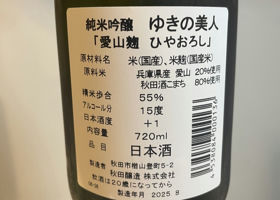 純米吟醸 ゆきの美人
「愛山麹 ひやおろし」
原材料名 米(国産)、米麹(国産米)
原料米 兵庫県産 愛山 20%使用
秋田酒こまち 80%使用
精米歩合 55%
アルコール分 15度
日本酒度 +1
内容量 720ml
日本酒
製造者 秋田市楢山登町5-2
秋田醸造 株式会社
飲酒は20歳になってから
製造年月 2025.8
4538084000136